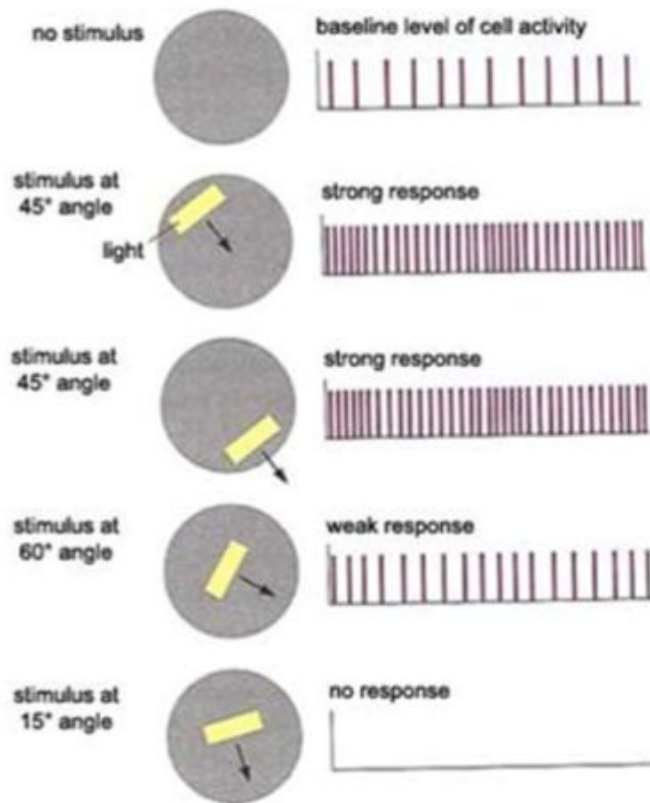 no stimulus
baseline level of cell activity
stimulus at
45° angle
light
strong response
stimulus at
45° angle
strong response
stimulus at
60° angle
weak response
stimulus at
15° angle
no response